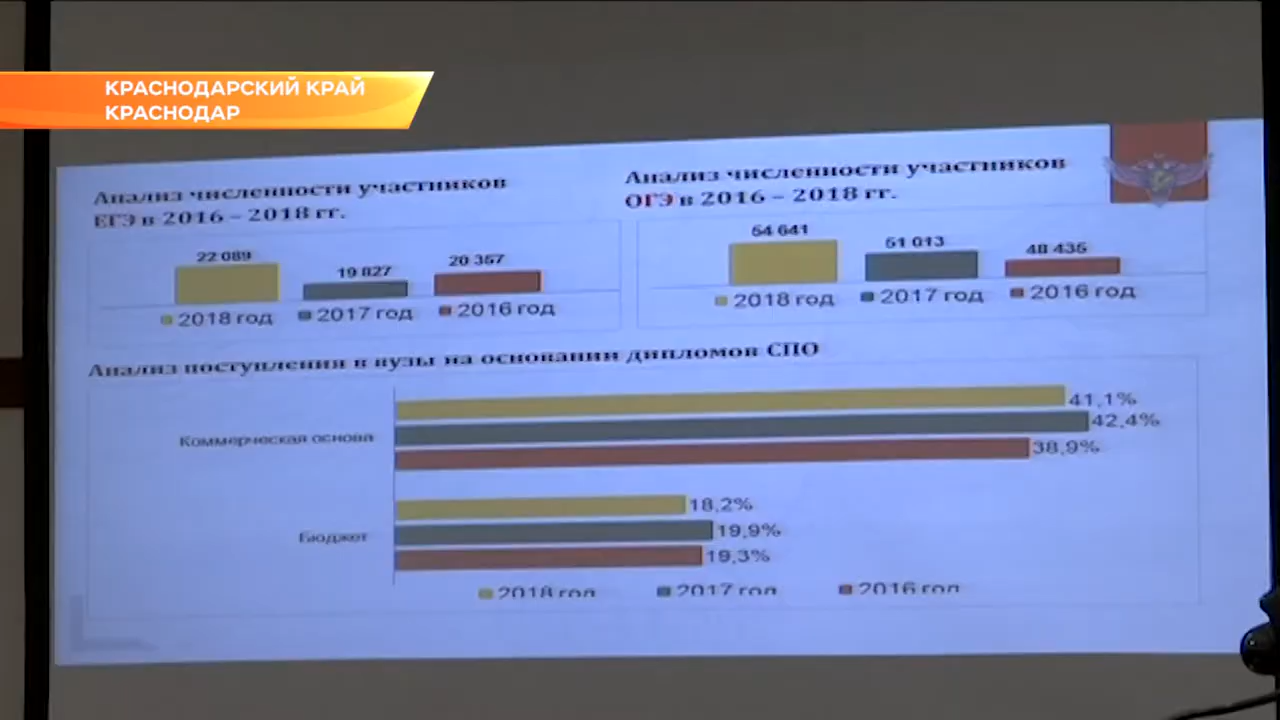 КРАСНОДАРСКИЙ КРАЙ
КРАСНОДАР
Анализ численности участников
ЕГЭ в 2016 – 2018 гг.
22 089
19 827
20 357
2018 год
2017 год
2016 год
Анализ численности участников
ОГЭ в 2016 – 2018 гг.
54 641
51 013
48 435
2018 год
2017 год
2016 год
Анализ поступления в вузы на основании дипломов СПО
Коммерческая основа
41,1%
42,4%
38,9%
Бюджет
18,2%
19,9%
19,3%
2018 год
2017 год
2016 год